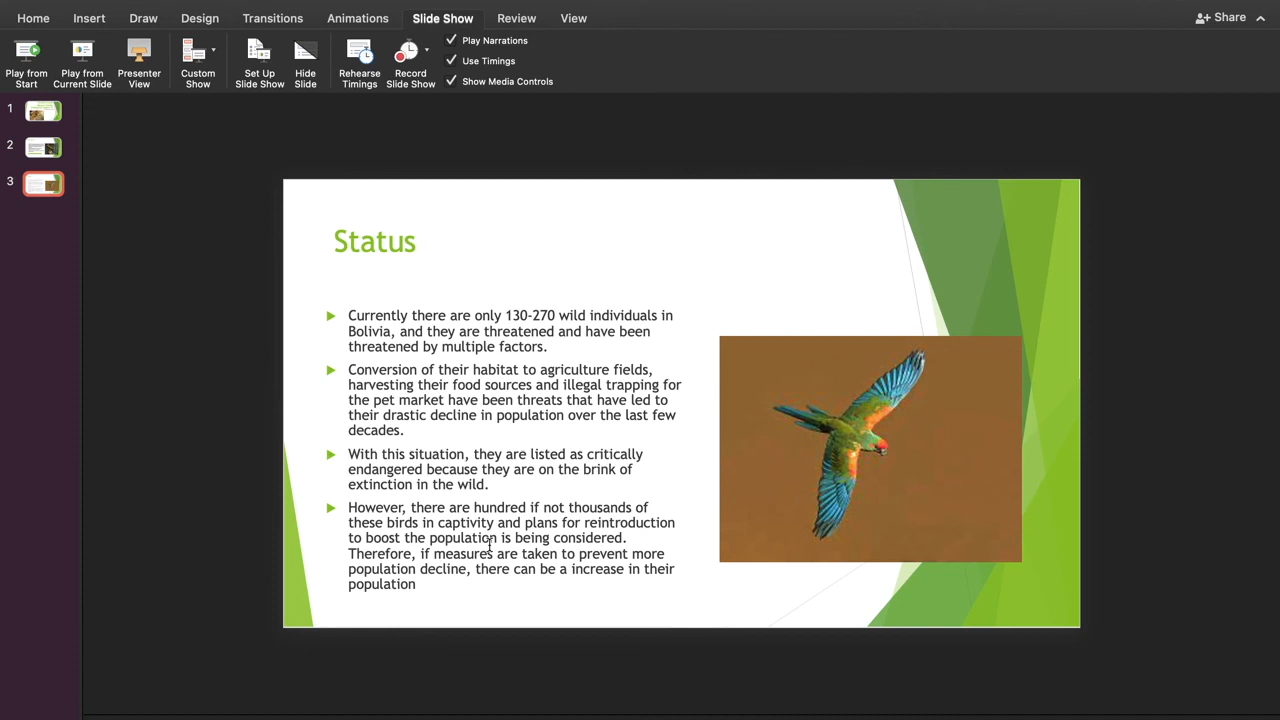 Home Insert Draw Design Transitions Animations Slide Show Review View Share
Play from Start
Play from Current Slide
Presenter View
Custom Show
Set Up Slide Show
Hide Slide
Rehearse Timings
Record Slide Show
Play Narrations
Use Timings
Show Media Controls
1
2
3
Status
Currently there are only 130-270 wild individuals in
Bolivia, and they are threatened and have been
threatened by multiple factors.
Conversion of their habitat to agriculture fields,
harvesting their food sources and illegal trapping for
the pet market have been threats that have led to
their drastic decline in population over the last few
decades.
With this situation, they are listed as critically
endangered because they are on the brink of
extinction in the wild.
However, there are hundred if not thousands of
these birds in captivity and plans for reintroduction
to boost the population is being considered.
Therefore, if measures are taken to prevent more
population decline, there can be a increase in their
population